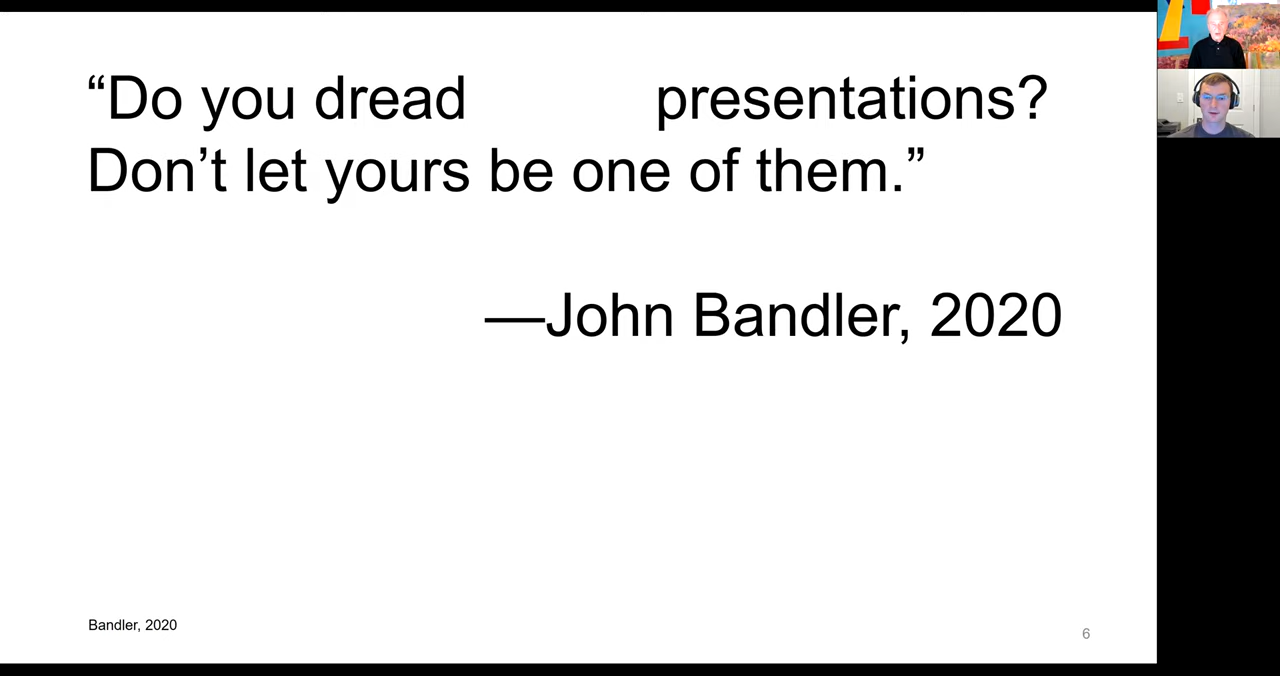 “Do you dread presentations?
Don’t let yours be one of them.”
—John Bandler, 2020
Bandler, 2020
6